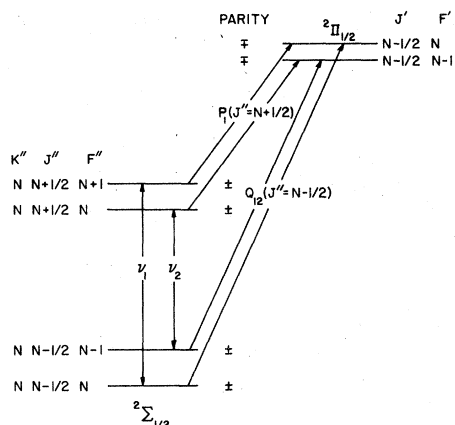 PARITY ²Π₁/₂ J' F'
∓ N−1/2 N
∓ N−1/2 N−1
P₁(J''=N+1/2)
K'' J'' F''
N N+1/2 N+1 ±
N N+1/2 N ±
Q₁₂(J''=N−1/2)
ν₁ ν₂
N N−1/2 N−1 ±
N N−1/2 N ±
²Σ₁/₂